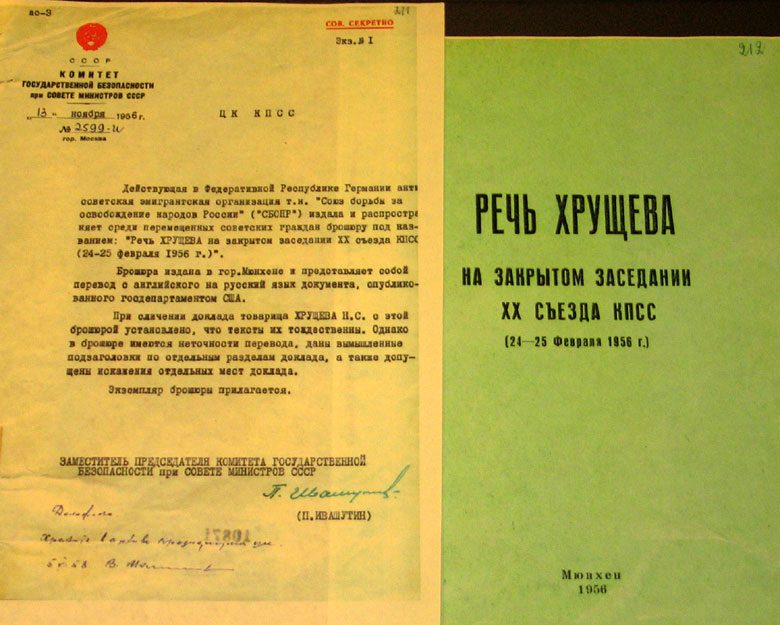 ао-3
211
СОВ. СЕКРЕТНО
Экз.№ 1
СССР
КОМИТЕТ
ГОСУДАРСТВЕННОЙ БЕЗОПАСНОСТИ
при СОВЕТЕ МИНИСТРОВ СССР
"13" ноября 1956 г.
№ 2599-и
гор. Москва
ЦК КПСС
Действующая в Федеративной Республике Германии анти
советская эмигрантская организация т.н. "Союз борьбы за
освобождение народов России" ("СБОНР") издала и распростра
няет среди перемещенных советских граждан брошюру под наз-
ванием: "Речь ХРУЩЕВА на закрытом заседании XX съезда КПСС
(24-25 февраля 1956 г.)".
Брошюра издана в гор.Мюнхене и представляет собой
перевод с английского на русский язык документа, опублико-
ванного госдепартаментом США.
При сличении доклада товарища ХРУЩЕВА Н.С. с этой
брошюрой установлено, что тексты их тождественны. Однако
в брошюре имеются неточности перевода, даны вымышленные
подзаголовки по отдельным разделам доклада, а также допу-
щены искажения отдельных мест доклада.
Экземпляр брошюры прилагается.
ЗАМЕСТИТЕЛЬ ПРЕДСЕДАТЕЛЯ КОМИТЕТА ГОСУДАРСТВЕННОЙ
БЕЗОПАСНОСТИ при СОВЕТЕ МИНИСТРОВ СССР
П. Ивашутин
(П.ИВАШУТИН)
10871
212
РЕЧЬ ХРУЩЕВА
НА ЗАКРЫТОМ ЗАСЕДАНИИ
XX СЪЕЗДА КПСС
(24—25 Февраля 1956 г.)
Мюнхен
1956